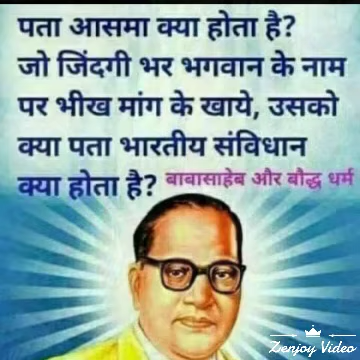 पता आसमा क्या होता है?
जो जिंदगी भर भगवान के नाम
पर भीख मांग के खाये, उसको
क्या पता भारतीय संविधान
क्या होता है? बाबासाहेब और बौद्ध धर्म
Zenjoy Video